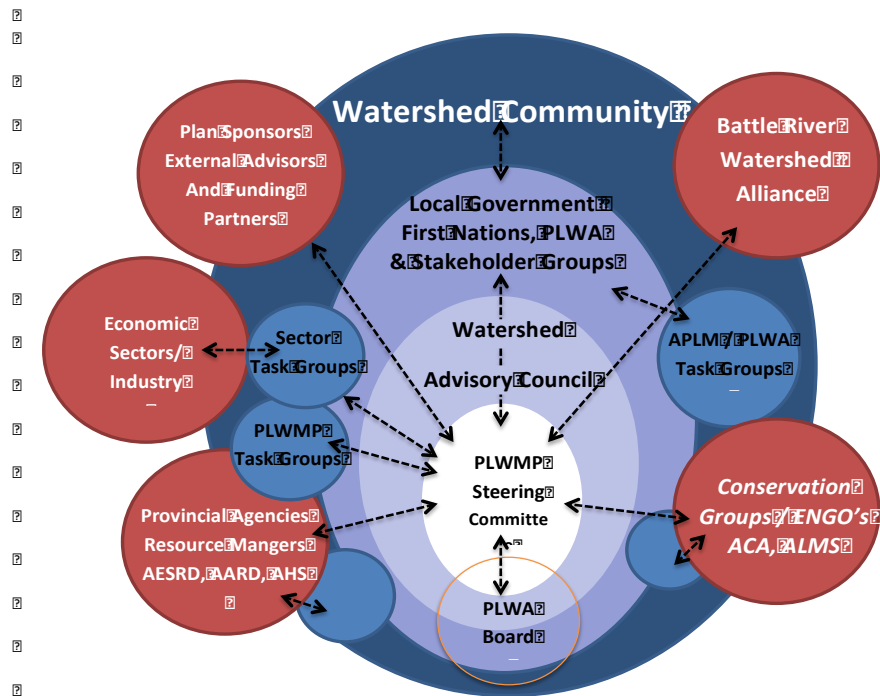 Watershed Community
Plan Sponsors
External Advisors
And Funding
Partners
Battle River
Watershed
Alliance
Local Government
First Nations, PLWA
& Stakeholder Groups
Economic
Sectors/
Industry
Sector
Task Groups
Watershed
Advisory Council
APLM / PLWA
Task Groups
PLWMP
Task Groups
PLWMP
Steering
Committe
Conservation
Groups / ENGO's
ACA, ALMS
Provincial Agencies
Resource Mangers
AESRD, AARD, AHS
PLWA
Board